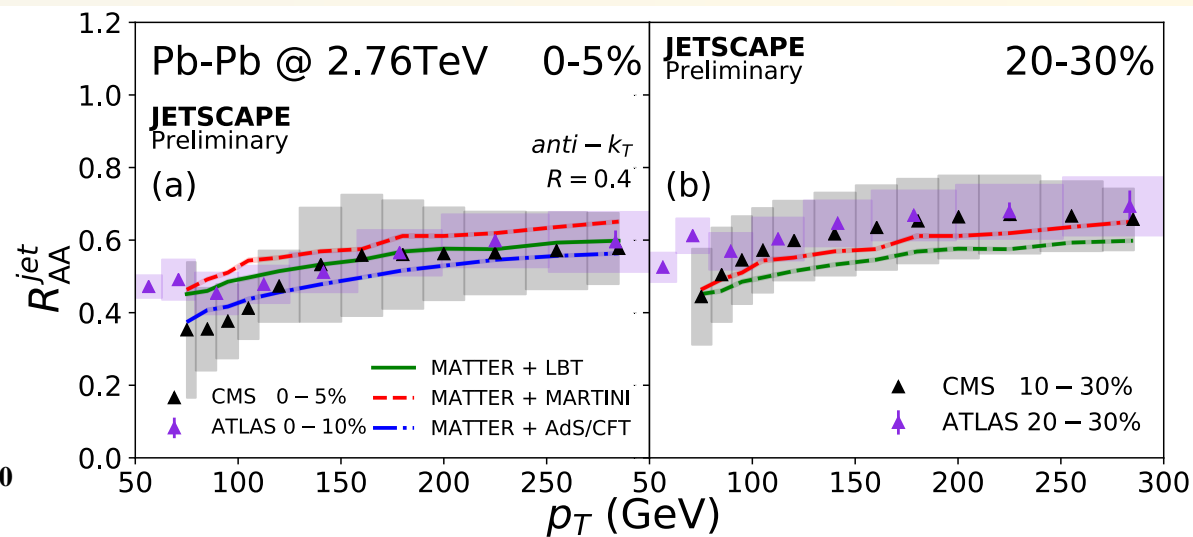 1.2
1.0
0.8
0.6
0.4
0.2
0.0
R_AA^jet
Pb-Pb @ 2.76TeV 0-5%
JETSCAPE
Preliminary
anti − k_T
R = 0.4
(a)
CMS 0 − 5%
ATLAS 0 − 10%
MATTER + LBT
MATTER + MARTINI
MATTER + AdS/CFT
JETSCAPE
Preliminary
20-30%
(b)
CMS 10 − 30%
ATLAS 20 − 30%
0
50 100 150 200 250 50 100 150 200 250 300
p_T (GeV)